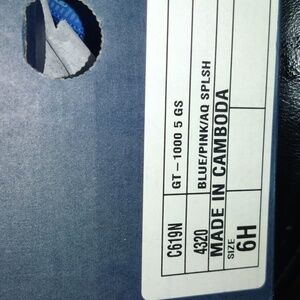 C619N GT-1000 5 GS
4320 BLUE/PINK/AQ SPLSH
MADE IN CAMBODA
SIZE
6H